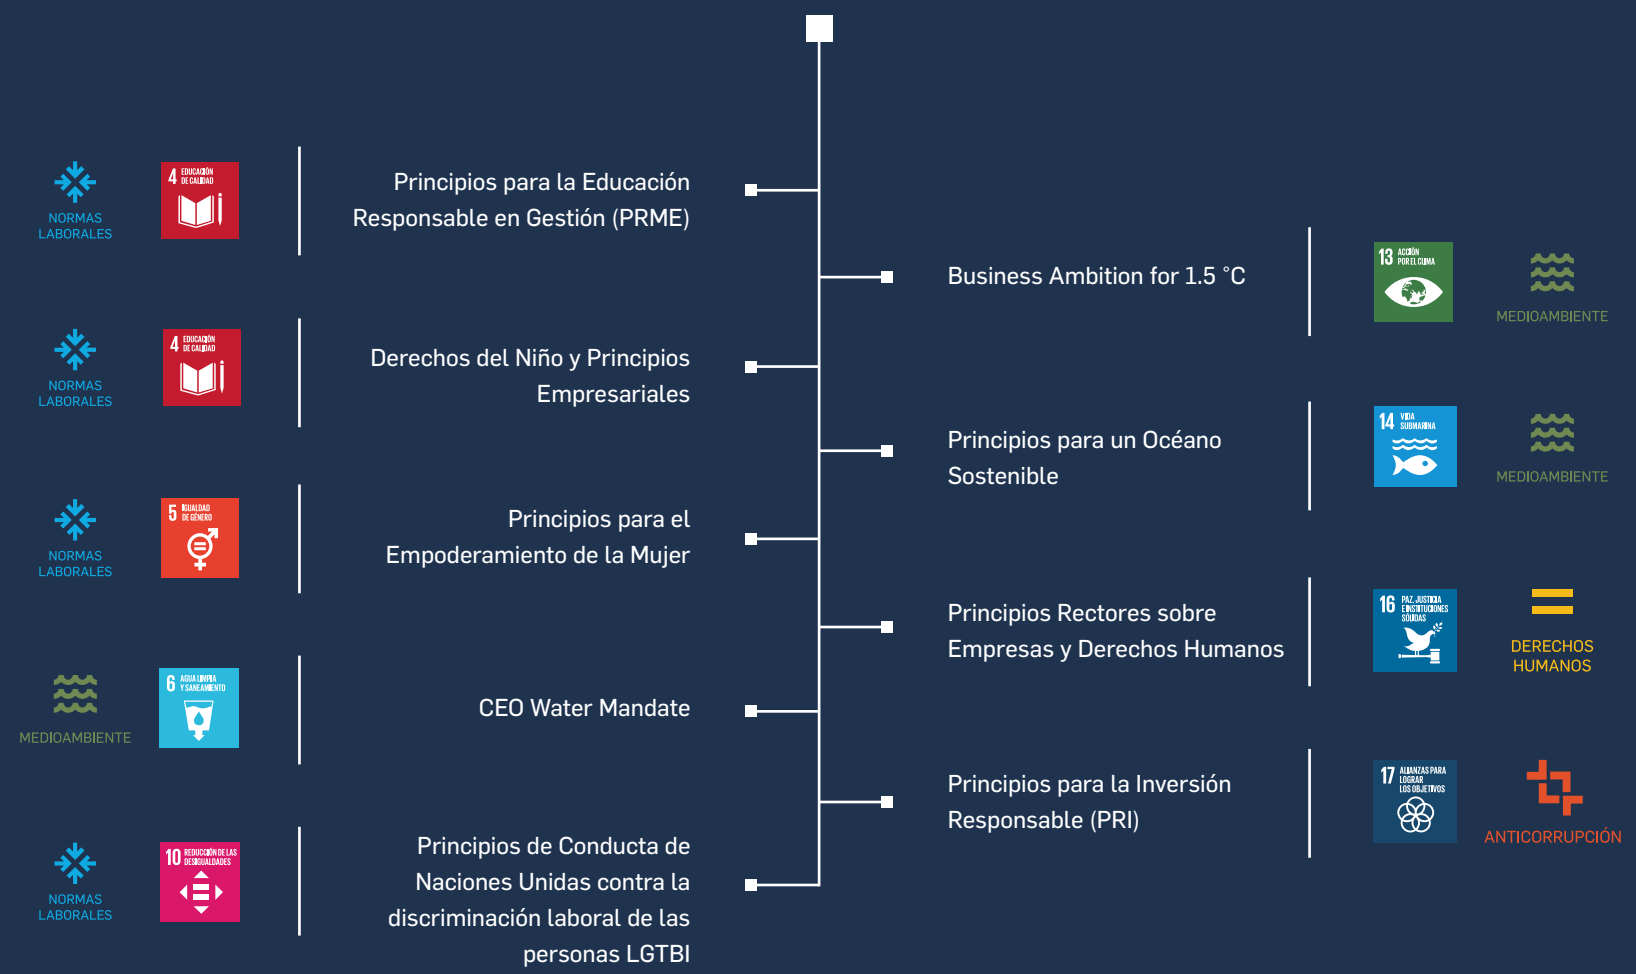 NORMAS
LABORALES
4 EDUCACIÓN
DE CALIDAD
Principios para la Educación
Responsable en Gestión (PRME)
Business Ambition for 1.5 °C
13 ACCIÓN
POR EL CLIMA
MEDIOAMBIENTE
NORMAS
LABORALES
4 EDUCACIÓN
DE CALIDAD
Derechos del Niño y Principios
Empresariales
Principios para un Océano
Sostenible
14 VIDA
SUBMARINA
MEDIOAMBIENTE
NORMAS
LABORALES
5 IGUALDAD
DE GÉNERO
Principios para el
Empoderamiento de la Mujer
Principios Rectores sobre
Empresas y Derechos Humanos
16 PAZ, JUSTICIA
E INSTITUCIONES
SÓLIDAS
DERECHOS
HUMANOS
MEDIOAMBIENTE
6 AGUA LIMPIA
Y SANEAMIENTO
CEO Water Mandate
Principios para la Inversión
Responsable (PRI)
17 ALIANZAS PARA
LOGRAR
LOS OBJETIVOS
ANTICORRUPCIÓN
NORMAS
LABORALES
10 REDUCCIÓN DE LAS
DESIGUALDADES
Principios de Conducta de
Naciones Unidas contra la
discriminación laboral de las
personas LGTBI